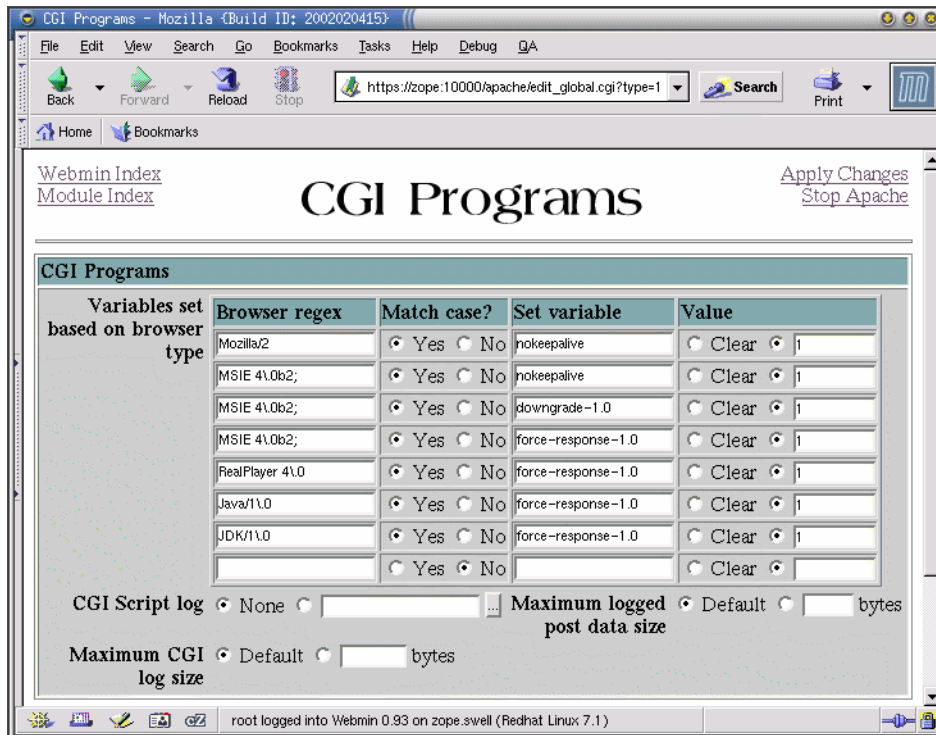 CGI Programs - Mozilla {Build ID: 2002020415}
File Edit View Search Go Bookmarks Tasks Help Debug QA
Back Forward Reload Stop https://zope:10000/apache/edit_global.cgi?type=1 Search Print
Home Bookmarks
Webmin Index
Module Index
CGI Programs
Apply Changes
Stop Apache
CGI Programs
Variables set based on browser type
Browser regex Match case? Set variable Value
Mozilla/2 Yes No nokeepalive Clear 1
MSIE 4\.0b2; Yes No nokeepalive Clear 1
MSIE 4\.0b2; Yes No downgrade-1.0 Clear 1
MSIE 4\.0b2; Yes No force-response-1.0 Clear 1
RealPlayer 4\.0 Yes No force-response-1.0 Clear 1
Java/1\.0 Yes No force-response-1.0 Clear 1
JDK/1\.0 Yes No force-response-1.0 Clear 1
Yes No Clear
CGI Script log None ... Maximum logged post data size Default bytes
Maximum CGI log size Default bytes
root logged into Webmin 0.93 on zope.swell (Redhat Linux 7.1)